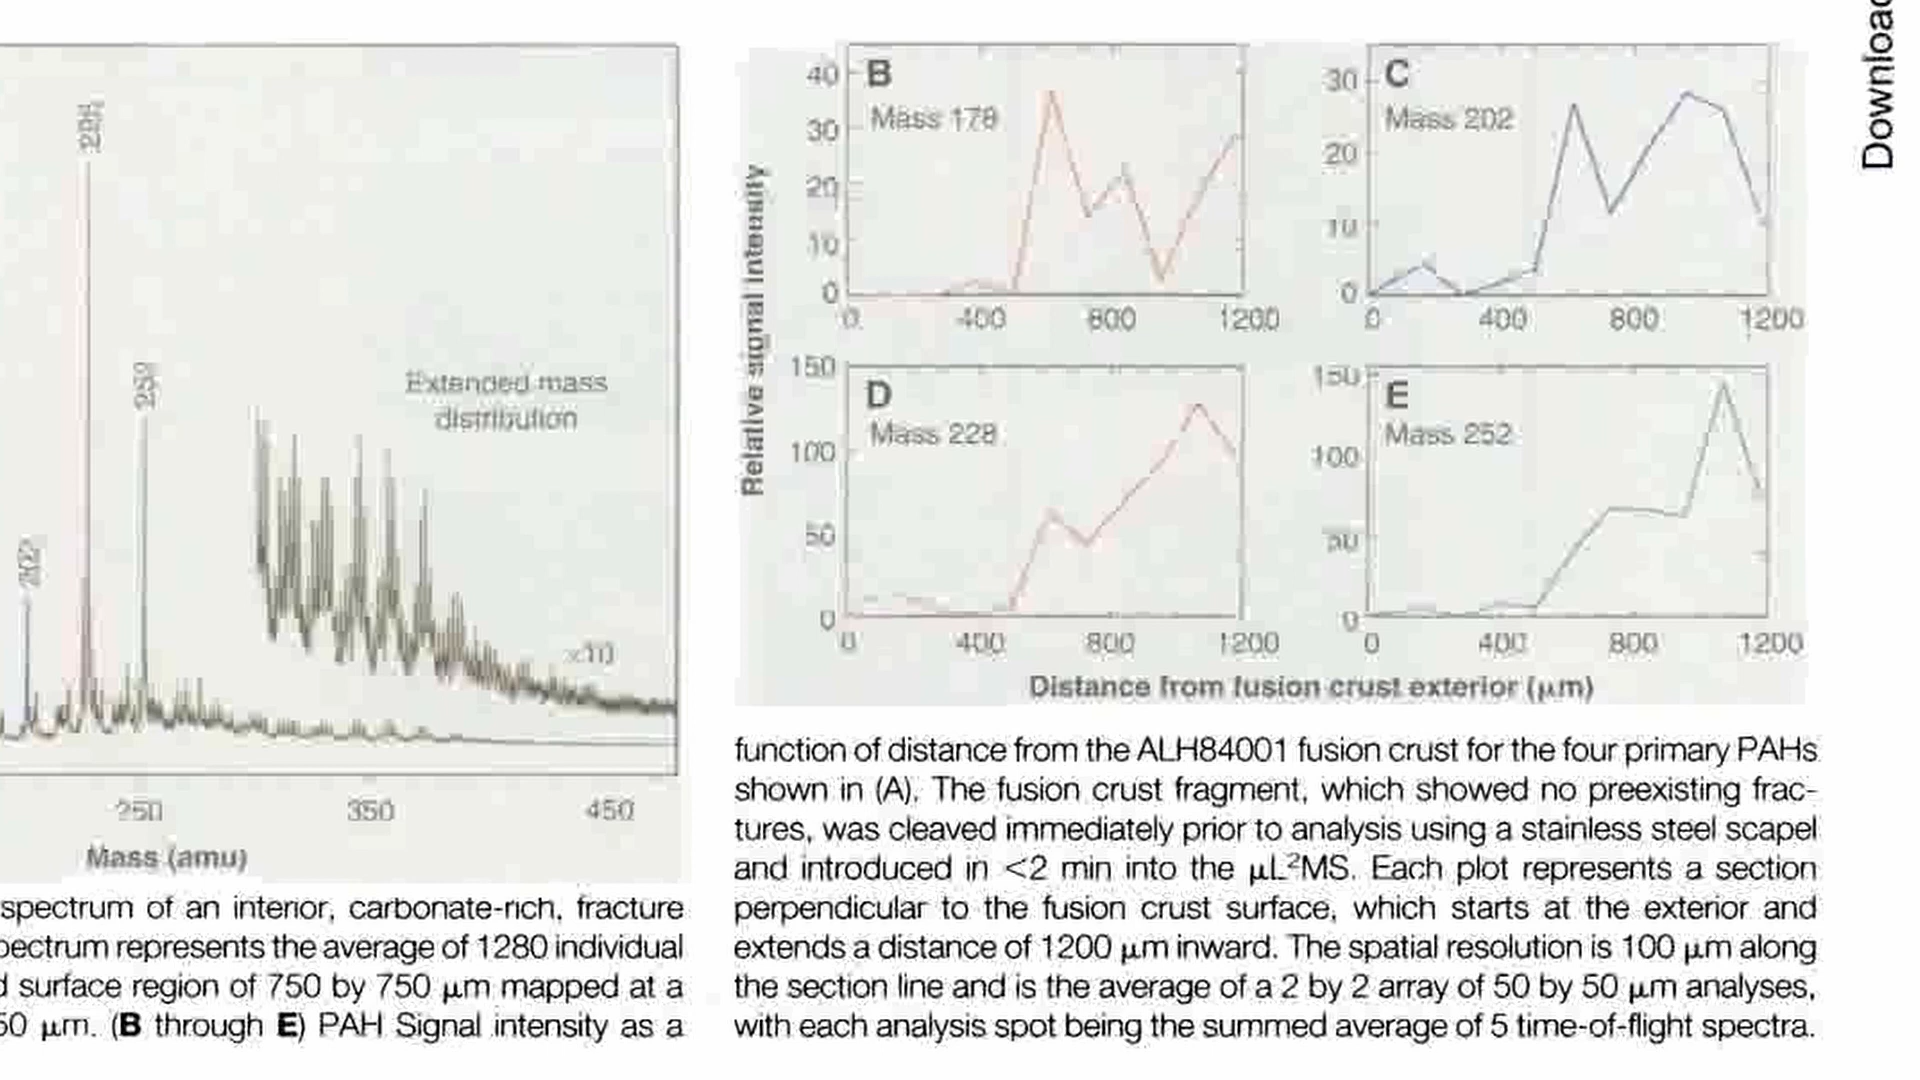 Download
B
Mass 178
40
30
20
10
0
0 400 800 1200
C
Mass 202
30
20
10
0
0 400 800 1200
D
Mass 228
150
100
50
0
0 400 800 1200
E
Mass 252
150
100
50
0
0 400 800 1200
Relative signal intensity
Distance from fusion crust exterior (μm)
202
252
Extended mass
distribution
x10
250 350 450
Mass (amu)
spectrum of an interior, carbonate-rich, fracture
pectrum represents the average of 1280 individual
d surface region of 750 by 750 μm mapped at a
50 μm. (B through E) PAH Signal intensity as a
function of distance from the ALH84001 fusion crust for the four primary PAHs
shown in (A). The fusion crust fragment, which showed no preexisting frac-
tures, was cleaved immediately prior to analysis using a stainless steel scapel
and introduced in <2 min into the μL²MS. Each plot represents a section
perpendicular to the fusion crust surface, which starts at the exterior and
extends a distance of 1200 μm inward. The spatial resolution is 100 μm along
the section line and is the average of a 2 by 2 array of 50 by 50 μm analyses,
with each analysis spot being the summed average of 5 time-of-flight spectra.